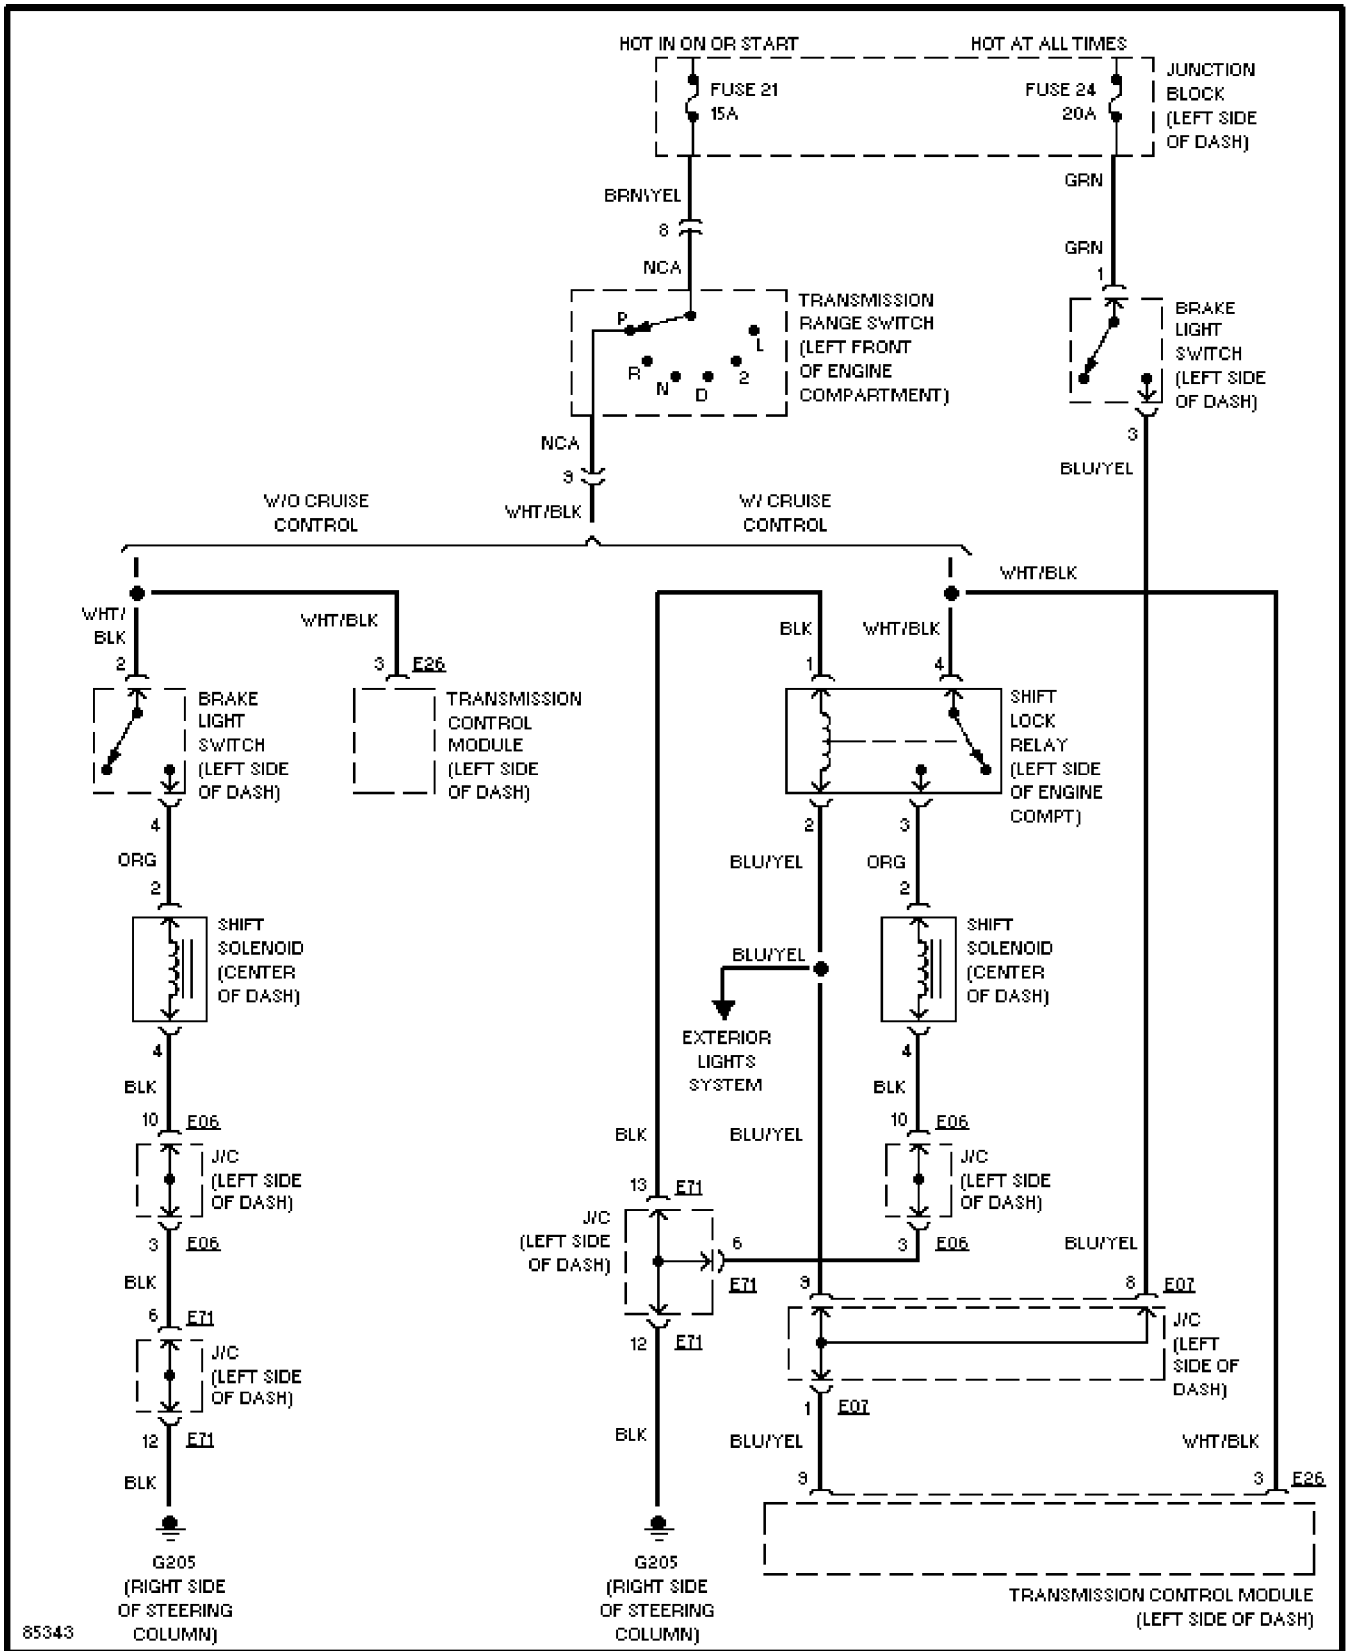 HOT IN ON OR START
HOT AT ALL TIMES
FUSE 21
15A
FUSE 24
20A
JUNCTION
BLOCK
(LEFT SIDE
OF DASH)
BRN\YEL
8
NCA
GRN
GRN
1
P
R
N
D
2
L
TRANSMISSION
RANGE SWITCH
(LEFT FRONT
OF ENGINE
COMPARTMENT)
BRAKE
LIGHT
SWITCH
(LEFT SIDE
OF DASH)
NCA
9
WHT/BLK
3
BLU/YEL
W/O CRUISE
CONTROL
W/ CRUISE
CONTROL
WHT/
BLK
2
WHT/BLK
3 E26
BLK
1
WHT/BLK
4
WHT/BLK
BRAKE
LIGHT
SWITCH
(LEFT SIDE
OF DASH)
TRANSMISSION
CONTROL
MODULE
(LEFT SIDE
OF DASH)
SHIFT
LOCK
RELAY
(LEFT SIDE
OF ENGINE
COMPT)
4
ORG
2
2
BLU/YEL
3
ORG
2
SHIFT
SOLENOID
(CENTER
OF DASH)
BLU/YEL
EXTERIOR
LIGHTS
SYSTEM
SHIFT
SOLENOID
(CENTER
OF DASH)
4
BLK
10 E06
4
BLK
10 E06
J/C
(LEFT SIDE
OF DASH)
BLK
BLU/YEL
J/C
(LEFT SIDE
OF DASH)
3 E06
BLK
6 E71
13 E71
J/C
(LEFT SIDE
OF DASH)
6
E71
12 E71
3 E06
BLU/YEL
9
8 E07
J/C
(LEFT SIDE
OF DASH)
J/C
(LEFT
SIDE OF
DASH)
12 E71
BLK
BLK
1 E07
BLU/YEL
9
WHT/BLK
3 E26
G205
(RIGHT SIDE
OF STEERING
COLUMN)
G205
(RIGHT SIDE
OF STEERING
COLUMN)
TRANSMISSION CONTROL MODULE
(LEFT SIDE OF DASH)
85343